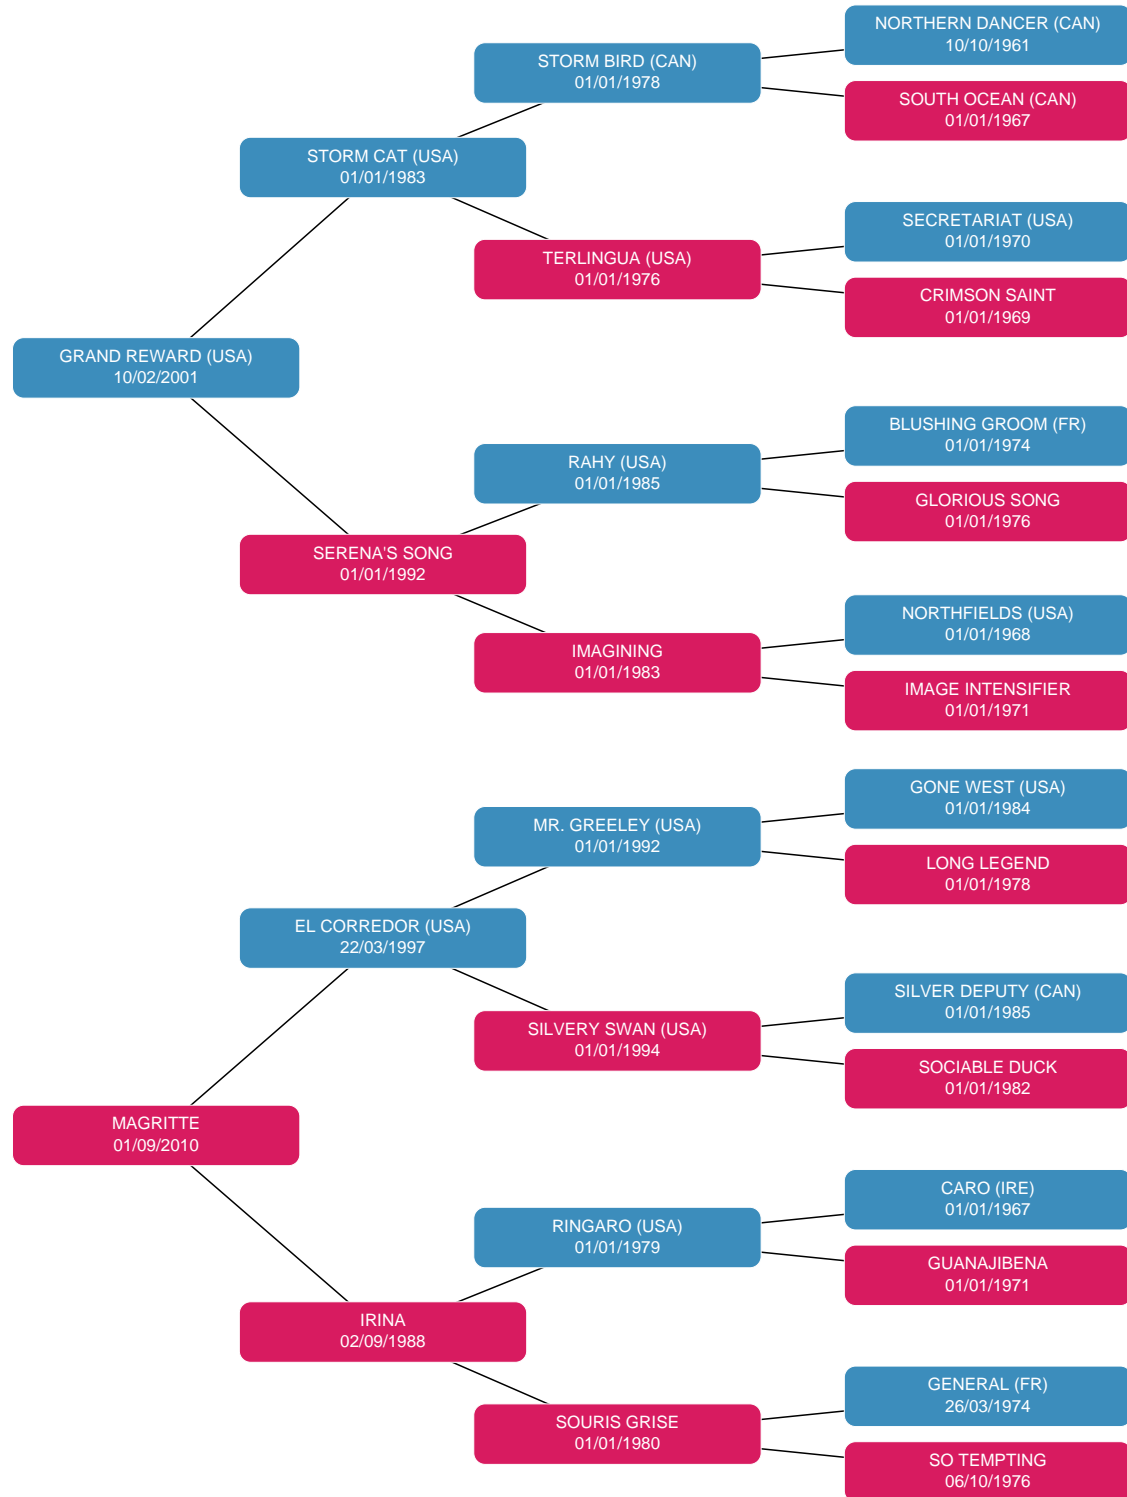 NORTHERN DANCER (CAN)
10/10/1961
STORM BIRD (CAN)
01/01/1978
SOUTH OCEAN (CAN)
01/01/1967
STORM CAT (USA)
01/01/1983
SECRETARIAT (USA)
01/01/1970
TERLINGUA (USA)
01/01/1976
CRIMSON SAINT
01/01/1969
GRAND REWARD (USA)
10/02/2001
BLUSHING GROOM (FR)
01/01/1974
RAHY (USA)
01/01/1985
GLORIOUS SONG
01/01/1976
SERENA'S SONG
01/01/1992
NORTHFIELDS (USA)
01/01/1968
IMAGINING
01/01/1983
IMAGE INTENSIFIER
01/01/1971
GONE WEST (USA)
01/01/1984
MR. GREELEY (USA)
01/01/1992
LONG LEGEND
01/01/1978
EL CORREDOR (USA)
22/03/1997
SILVER DEPUTY (CAN)
01/01/1985
SILVERY SWAN (USA)
01/01/1994
SOCIABLE DUCK
01/01/1982
MAGRITTE
01/09/2010
CARO (IRE)
01/01/1967
RINGARO (USA)
01/01/1979
GUANAJIBENA
01/01/1971
IRINA
02/09/1988
GENERAL (FR)
26/03/1974
SOURIS GRISE
01/01/1980
SO TEMPTING
06/10/1976